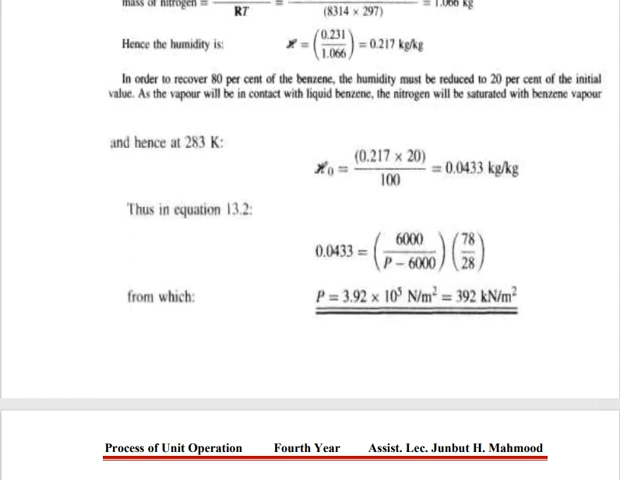 mass of nitrogen = RT = (8314 × 297) = 1.066 kg
Hence the humidity is: ℋ = (0.231 / 1.066) = 0.217 kg/kg
In order to recover 80 per cent of the benzene, the humidity must be reduced to 20 per cent of the initial
value. As the vapour will be in contact with liquid benzene, the nitrogen will be saturated with benzene vapour
and hence at 283 K:
ℋ0 = (0.217 × 20) / 100 = 0.0433 kg/kg
Thus in equation 13.2:
0.0433 = (6000 / P − 6000) (78 / 28)
from which: P = 3.92 × 10⁵ N/m² = 392 kN/m²
Process of Unit Operation Fourth Year Assist. Lec. Junbut H. Mahmood